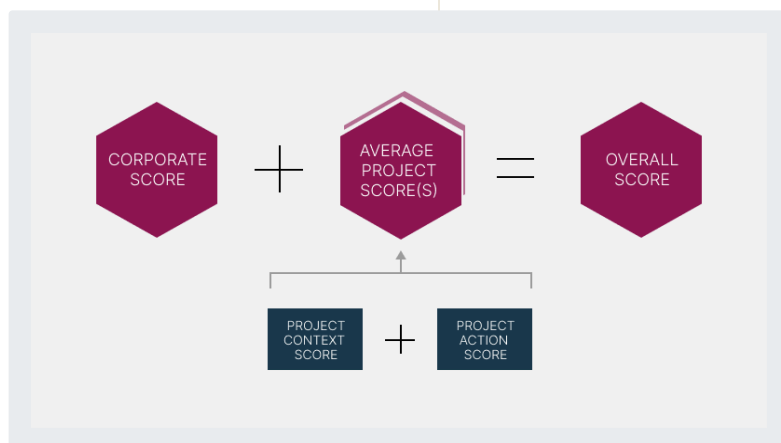 CORPORATE
SCORE
+
AVERAGE
PROJECT
SCORE(S)
=
OVERALL
SCORE
PROJECT
CONTEXT
SCORE
+
PROJECT
ACTION
SCORE